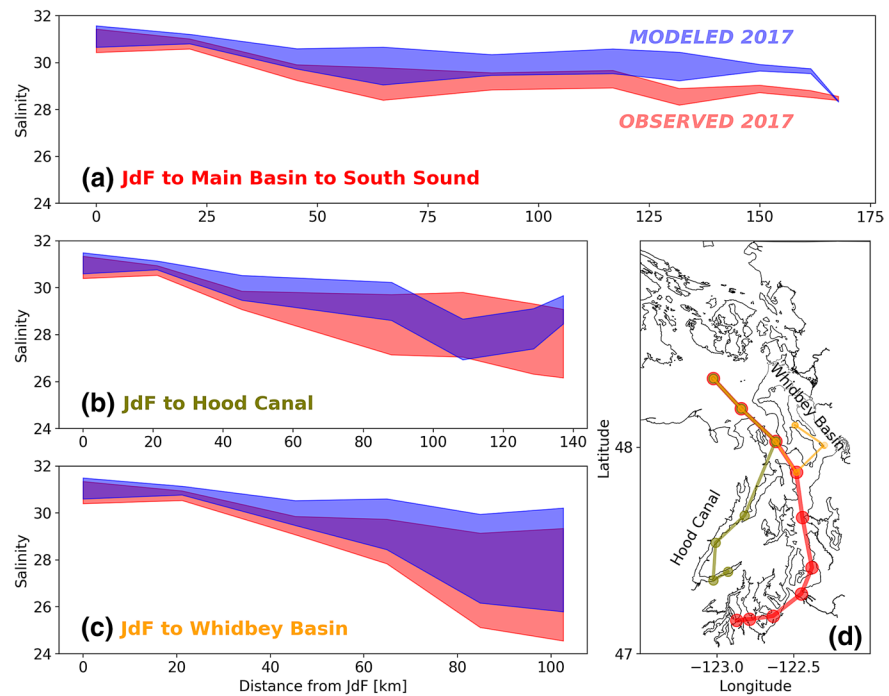 32
30
28
26
24
Salinity
MODELED 2017
OBSERVED 2017
(a) JdF to Main Basin to South Sound
0 25 50 75 100 125 150 175
32
30
28
26
24
Salinity
(b) JdF to Hood Canal
0 20 40 60 80 100 120 140
32
30
28
26
24
Salinity
(c) JdF to Whidbey Basin
0 20 40 60 80 100
Distance from JdF [km]
Whidbey Basin
Hood Canal
48
47
Latitude
(d)
−123.0 −122.5
Longitude